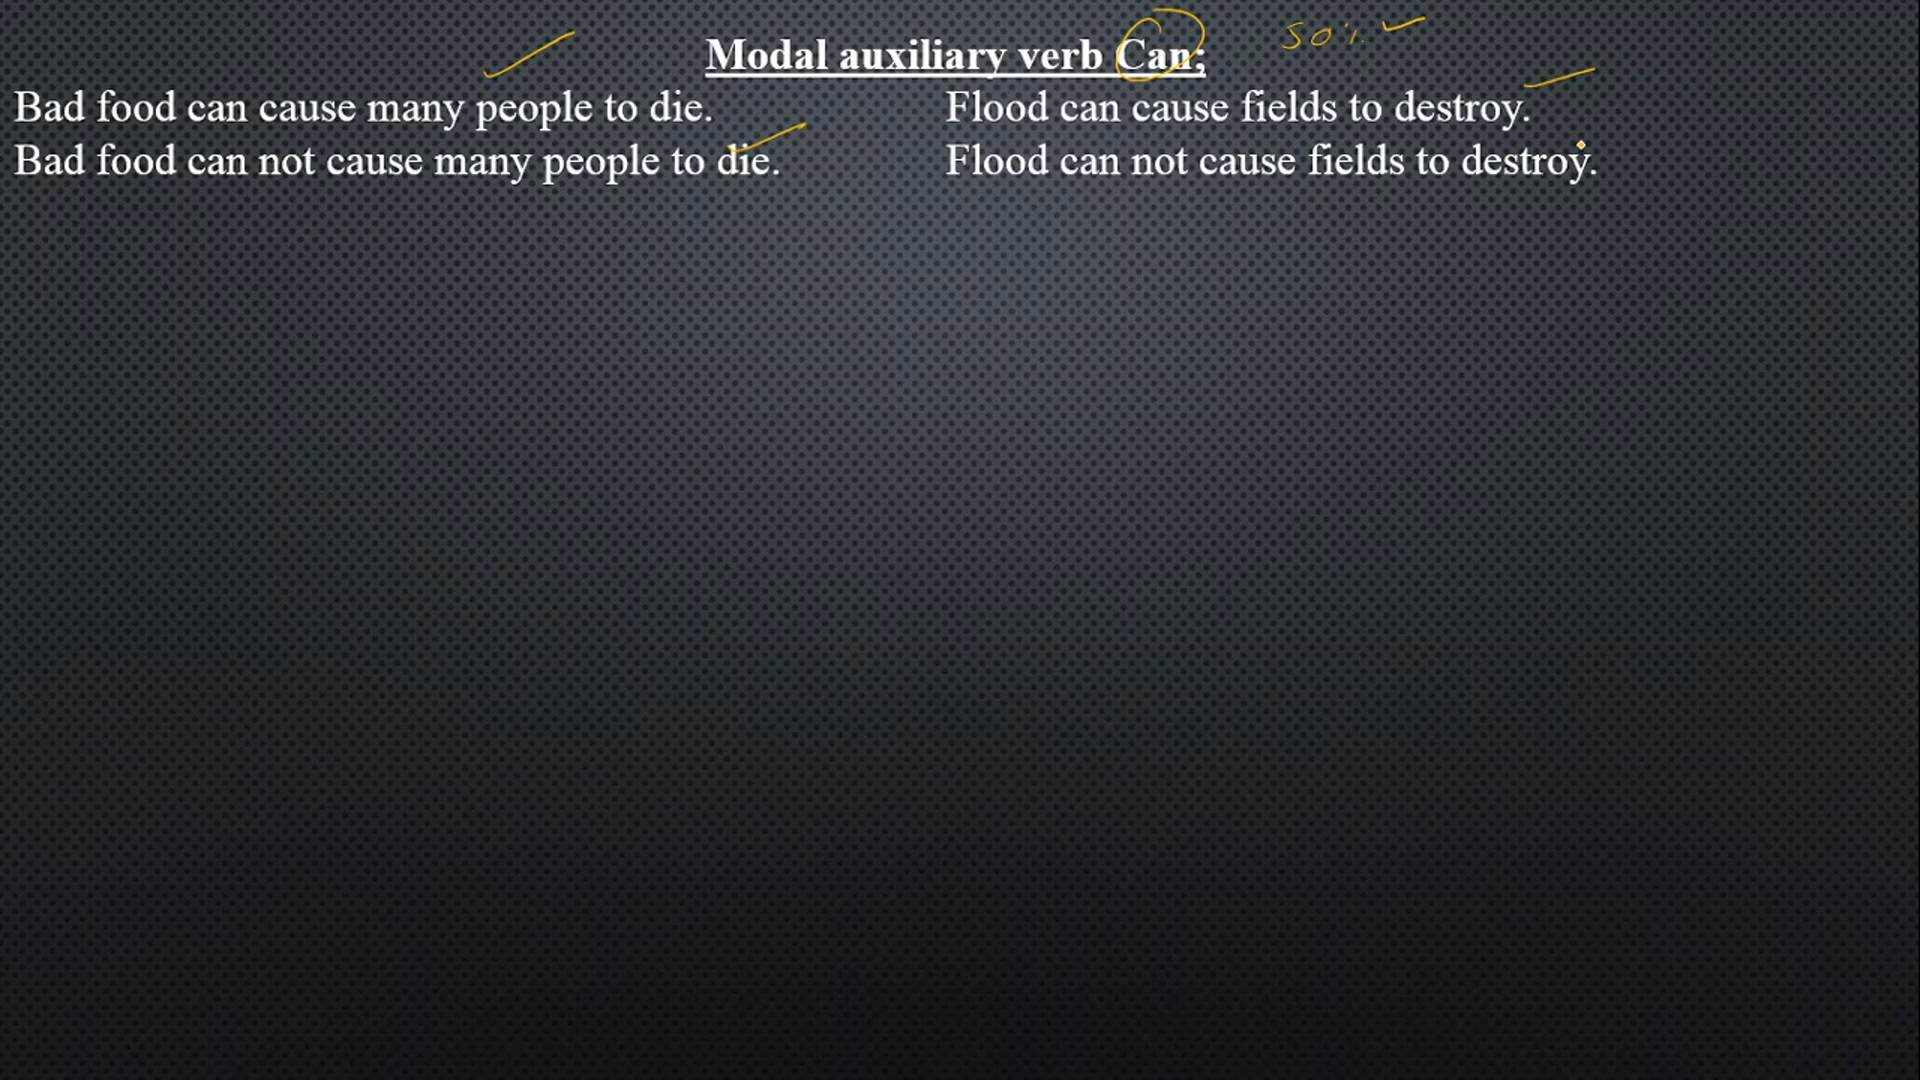 Modal auxiliary verb Can; 50%
Bad food can cause many people to die. Flood can cause fields to destroy.
Bad food can not cause many people to die. Flood can not cause fields to destroy.